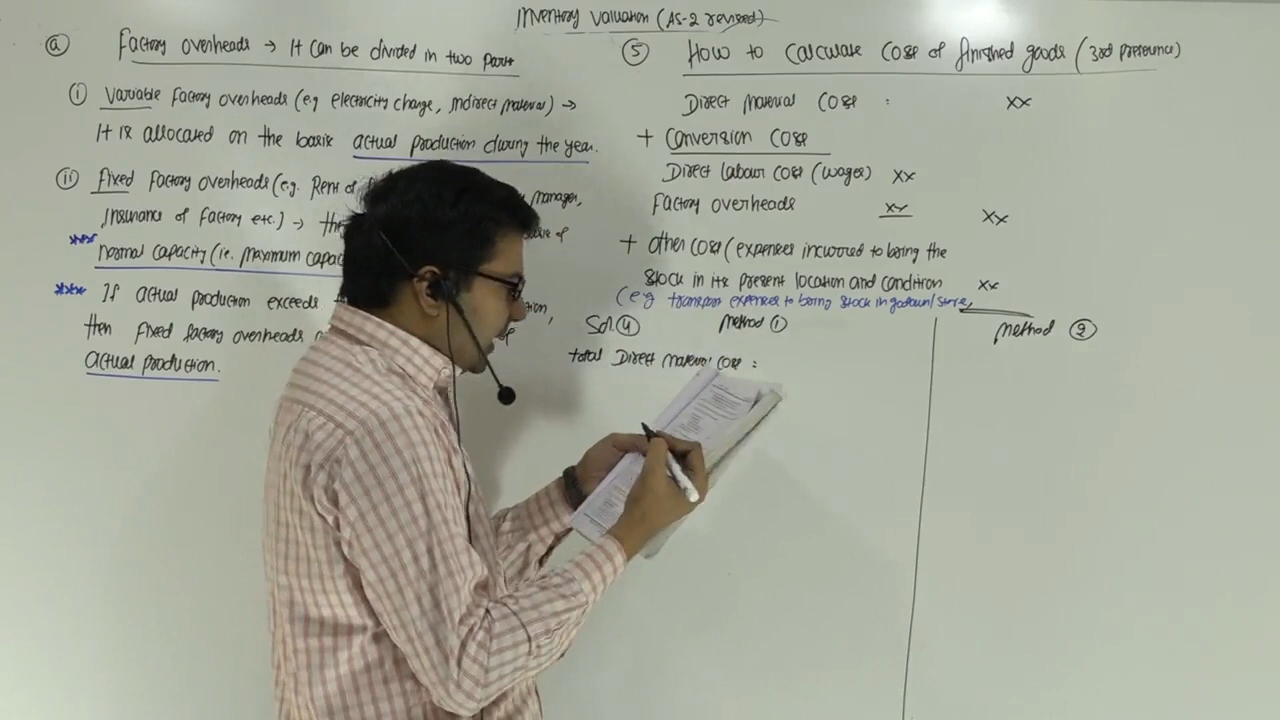 Inventory valuation (AS-2 revised)
(a) Factory overheads → It can be divided in two parts
(i) Variable factory overheads (e.g electricity charge, Indirect material) →
It is allocated on the basis actual production during the year.
(ii) Fixed factory overheads (e.g. Rent of manager,
Insurance of factory etc.) →
*** normal capacity (i.e. maximum
*** If actual production exceeds
then fixed factory overheads
actual production.
(5) How to calculate cost of finished goods (3rd presence)
Direct material cost : xx
+ Conversion cost
Direct labour cost (wages) xx
Factory overheads xx xx
+ other cost (expenses incurred to bring the
stock in its present location and condition xx
(e.g transport expenses to bring stock in godown/store,
Sol. (4) Method (1)
total Direct material cost :
Method (2)